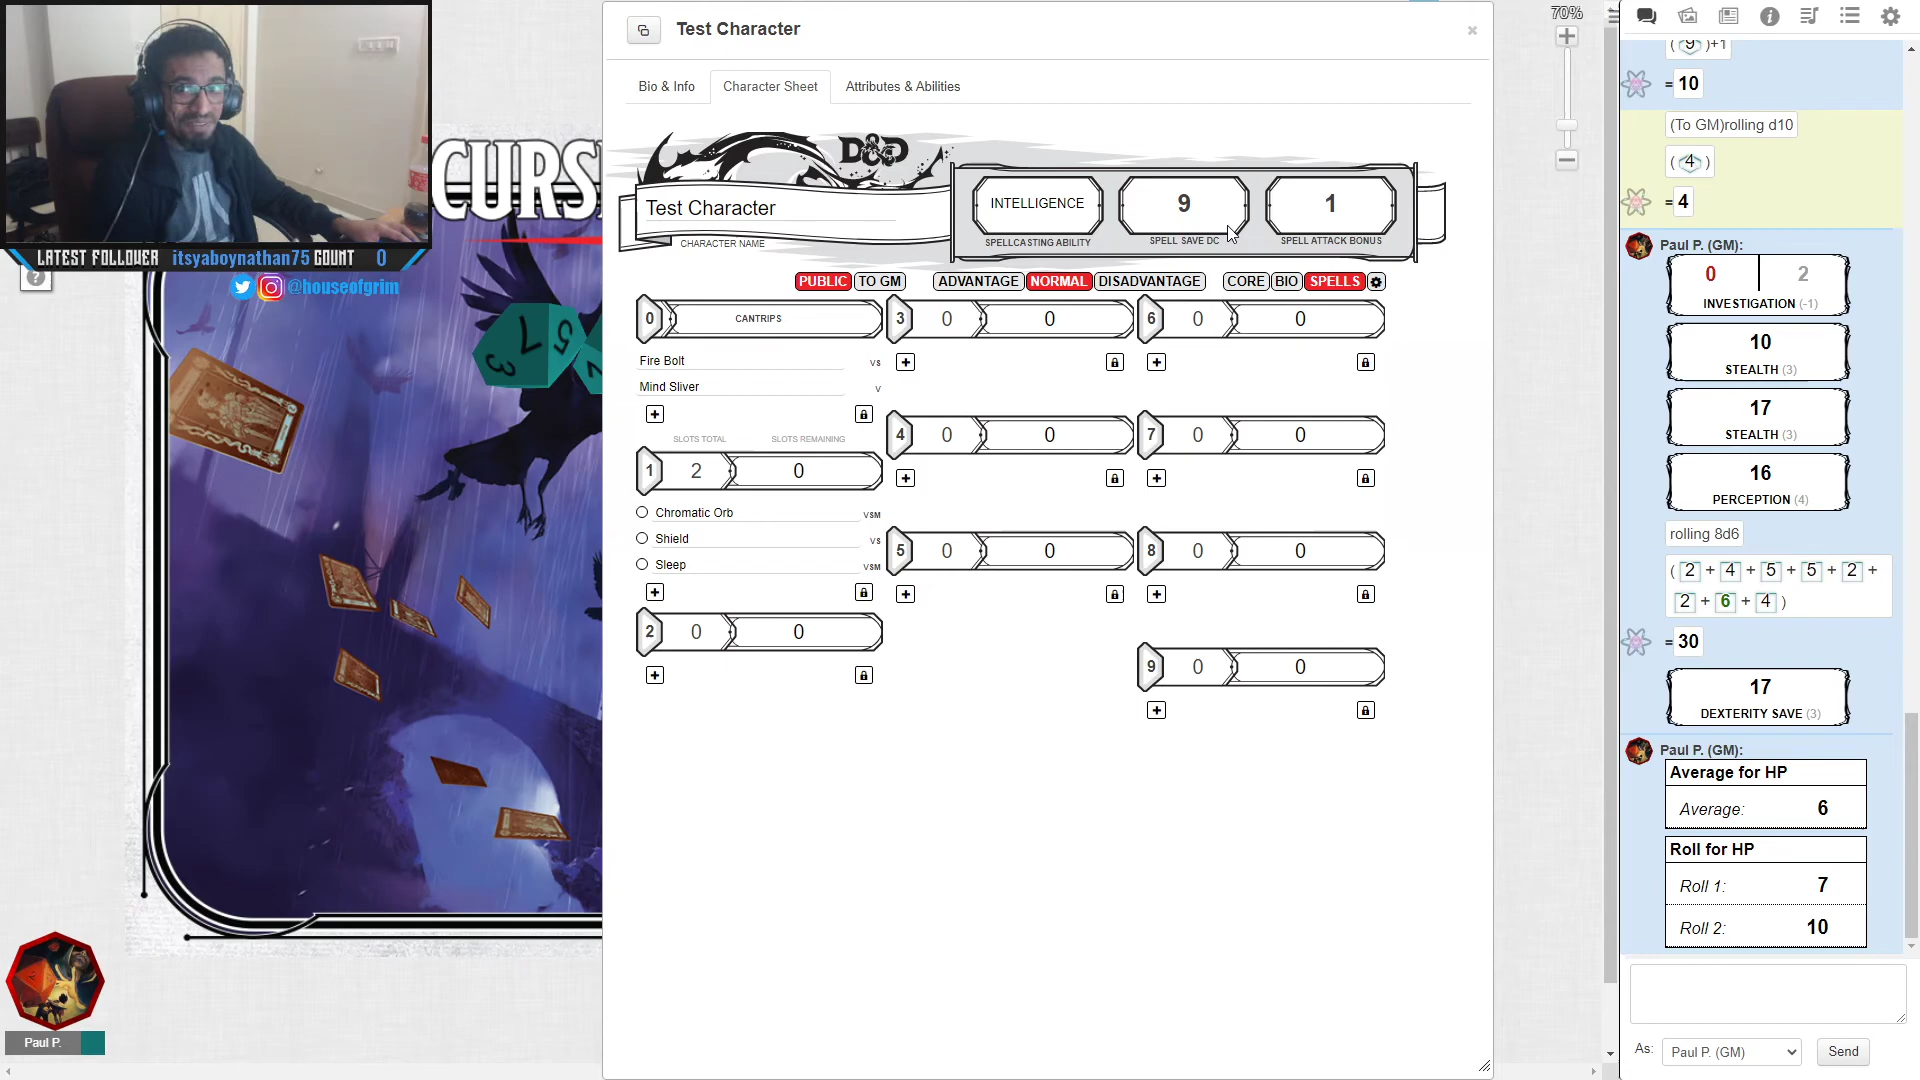 LATEST FOLLOWER itsyaboynathan75 COUNT 0
@houseofgrim
?
CURS
7
5
3
2
Paul P.
Test Character
×
Bio & Info
Character Sheet
Attributes & Abilities
D&D
Test Character
CHARACTER NAME
INTELLIGENCE
SPELLCASTING ABILITY
9
SPELL SAVE DC
1
SPELL ATTACK BONUS
PUBLIC TO GM ADVANTAGE NORMAL DISADVANTAGE CORE BIO SPELLS
0 CANTRIPS
Fire Bolt VS
Mind Sliver V
+
SLOTS TOTAL SLOTS REMAINING
1 2 0
Chromatic Orb VSM
Shield VS
Sleep VSM
+
2 0 0
+
3 0 0
+
4 0 0
+
5 0 0
+
6 0 0
+
7 0 0
+
8 0 0
+
9 0 0
+
70%
(9)+1
=10
(To GM)rolling d10
(4)
=4
Paul P. (GM):
0 2
INVESTIGATION (-1)
10
STEALTH (3)
17
STEALTH (3)
16
PERCEPTION (4)
rolling 8d6
(2+4+5+5+2+
2+6+4)
=30
17
DEXTERITY SAVE (3)
Paul P. (GM):
Average for HP
Average: 6
Roll for HP
Roll 1: 7
Roll 2: 10
As: Paul P. (GM) Send